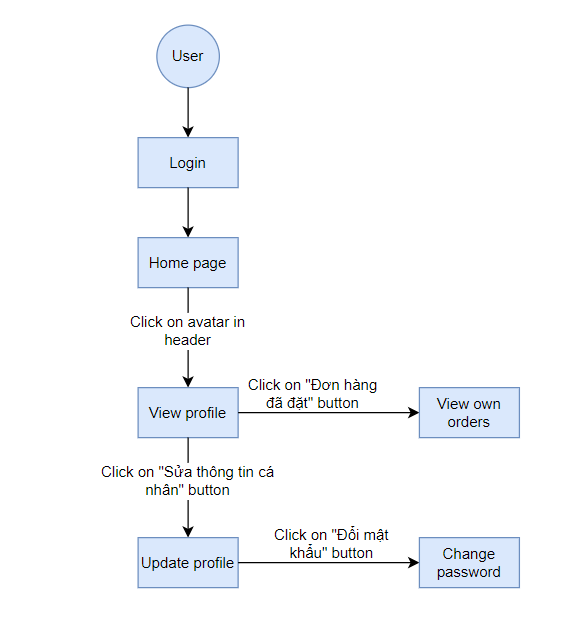 User
Login
Home page
Click on avatar in
header
View profile
Click on "Đơn hàng
đã đặt" button
View own
orders
Click on "Sửa thông tin cá
nhân" button
Update profile
Click on "Đổi mật
khẩu" button
Change
password